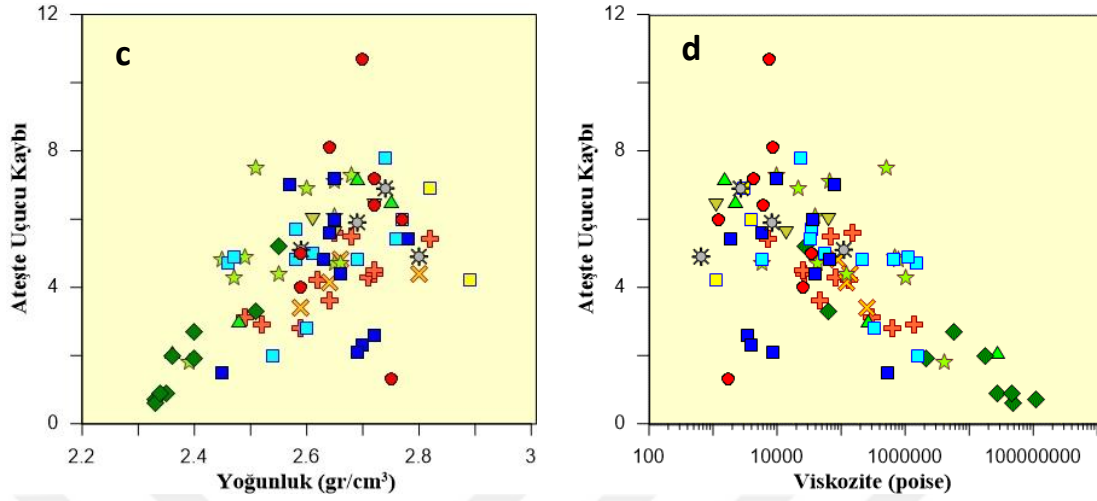 12
c
8
4
0
Ateşte Uçucu Kaybı
2.2
2.4
2.6
2.8
3
Yoğunluk (gr/cm³)
12
d
8
4
0
Ateşte Uçucu Kaybı
100
10000
1000000
100000000
Viskozite (poise)